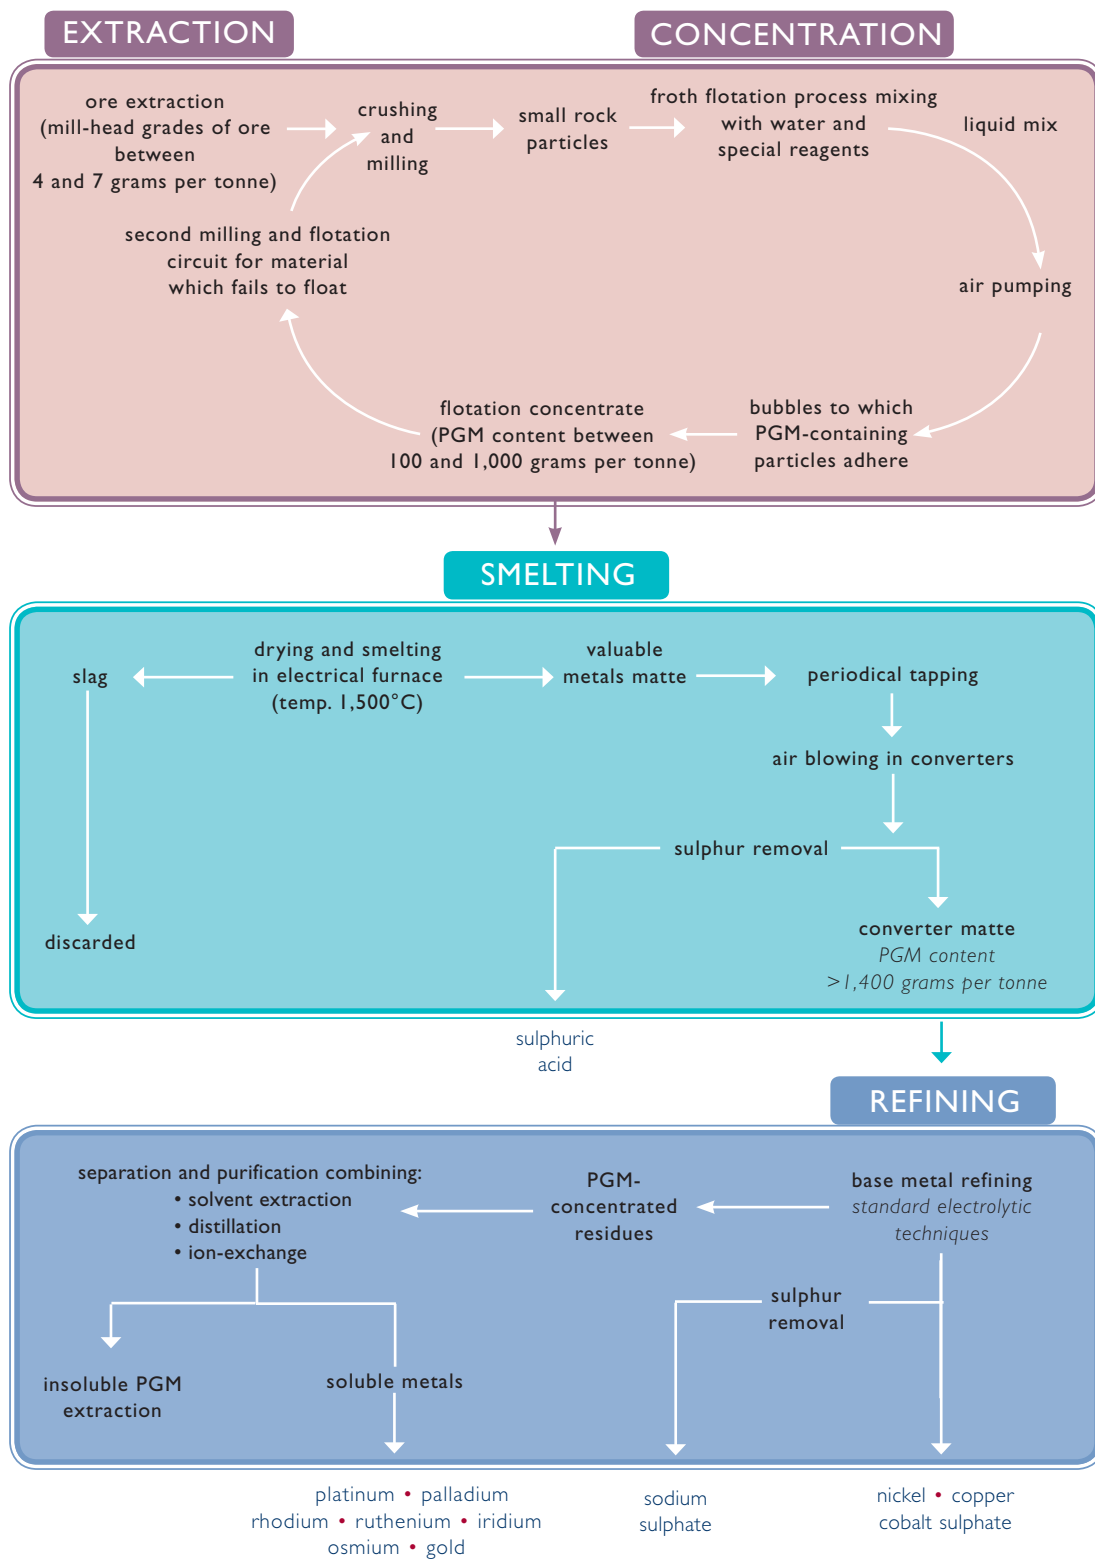 EXTRACTION
CONCENTRATION
ore extraction
(mill-head grades of ore
between
4 and 7 grams per tonne)
crushing
and
milling
small rock
particles
froth flotation process mixing
with water and
special reagents
liquid mix
second milling and flotation
circuit for material
which fails to float
air pumping
flotation concentrate
(PGM content between
100 and 1,000 grams per tonne)
bubbles to which
PGM-containing
particles adhere
SMELTING
slag
drying and smelting
in electrical furnace
(temp. 1,500°C)
valuable
metals matte
periodical tapping
air blowing in converters
sulphur removal
discarded
converter matte
PGM content
>1,400 grams per tonne
sulphuric
acid
REFINING
separation and purification combining:
• solvent extraction
• distillation
• ion-exchange
PGM-
concentrated
residues
base metal refining
standard electrolytic
techniques
sulphur
removal
insoluble PGM
extraction
soluble metals
platinum • palladium
rhodium • ruthenium • iridium
osmium • gold
sodium
sulphate
nickel • copper
cobalt sulphate